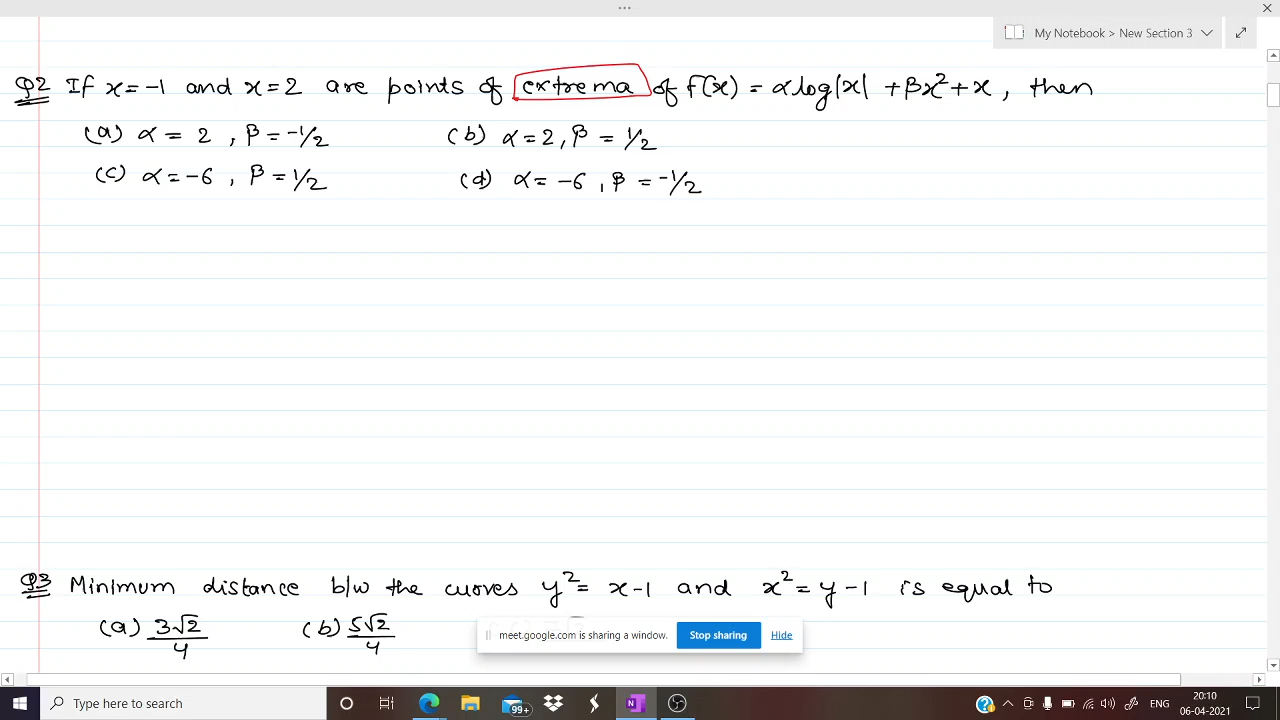 ...
My Notebook > New Section 3
Q2 If x=-1 and x=2 are points of extrema of f(x) = α log|x| + βx² + x, then
(a) α = 2, β = -1/2 (b) α = 2, β = 1/2
(c) α = -6, β = 1/2 (d) α = -6, β = -1/2
Q3 Minimum distance b/w the curves y² = x-1 and x² = y-1 is equal to
(a) 3√2/4 (b) 5√2/4
meet.google.com is sharing a window. Stop sharing Hide
Type here to search
99+
ENG
20:10
06-04-2021